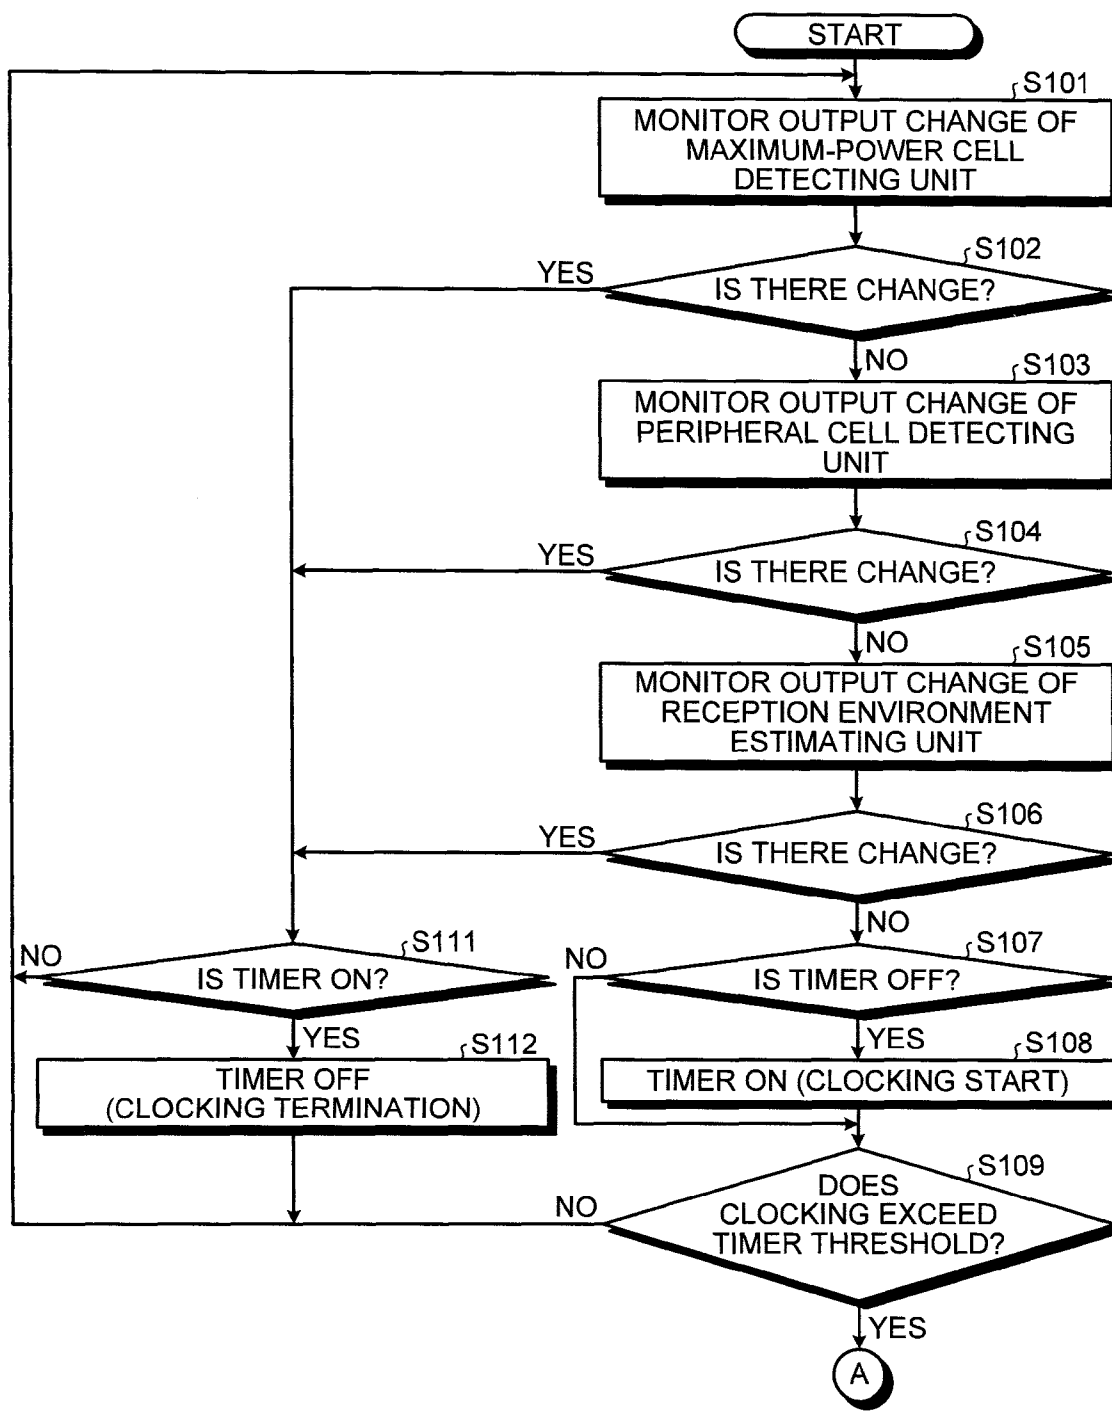 START
S101
MONITOR OUTPUT CHANGE OF
MAXIMUM-POWER CELL
DETECTING UNIT
S102
YES
IS THERE CHANGE?
NO
S103
MONITOR OUTPUT CHANGE OF
PERIPHERAL CELL DETECTING
UNIT
S104
YES
IS THERE CHANGE?
NO
S105
MONITOR OUTPUT CHANGE OF
RECEPTION ENVIRONMENT
ESTIMATING UNIT
S106
YES
IS THERE CHANGE?
NO
S111
NO
IS TIMER ON?
YES
S112
TIMER OFF
(CLOCKING TERMINATION)
S107
NO
IS TIMER OFF?
YES
S108
TIMER ON (CLOCKING START)
S109
NO
DOES
CLOCKING EXCEED
TIMER THRESHOLD?
YES
A